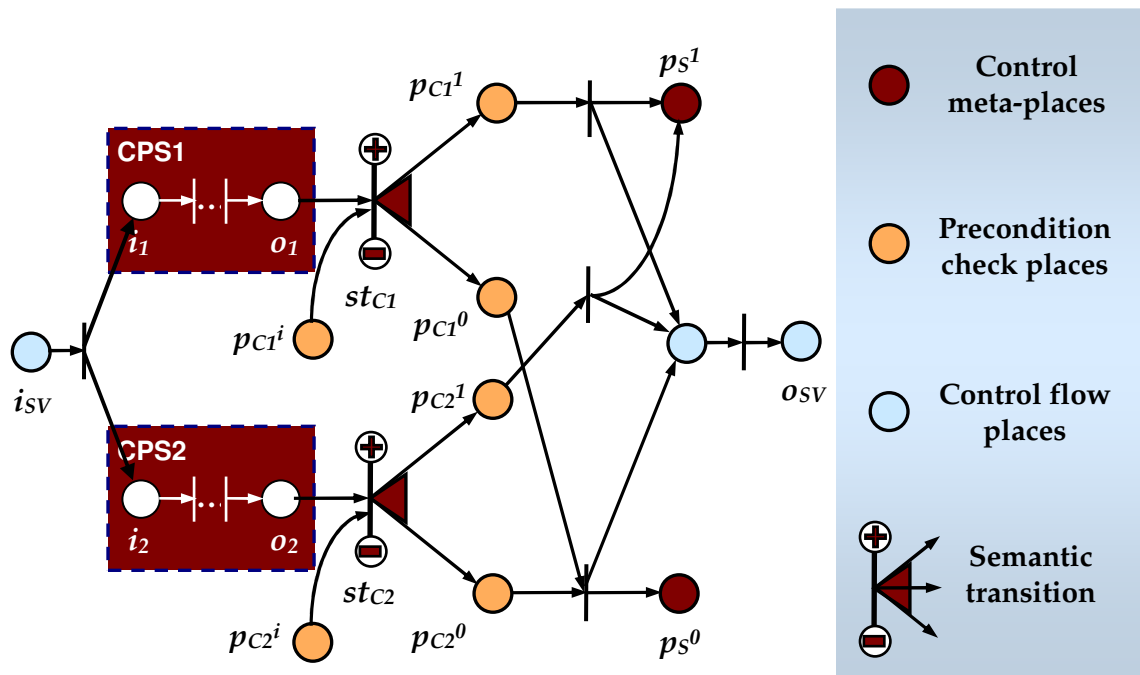 CPS1
i1
...
o1
pC1i
stC1
pC11
pC10
pS1
iSV
CPS2
i2
...
o2
pC2i
stC2
pC21
pC20
pS0
oSV
Control
meta-places
Precondition
check places
Control flow
places
Semantic
transition